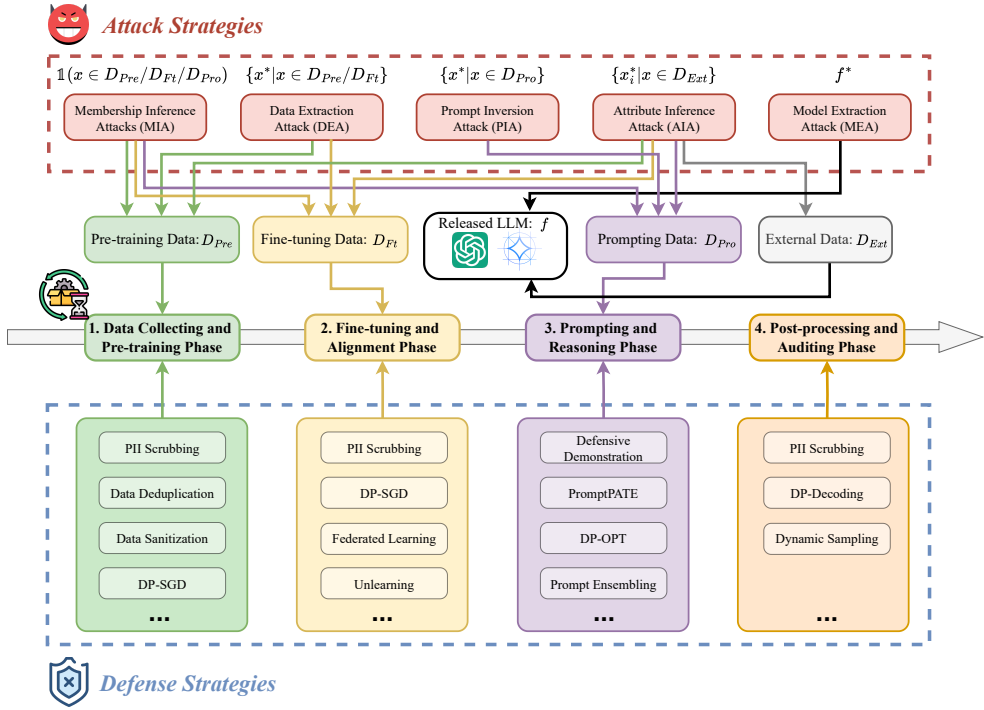 Attack Strategies
𝟙(x ∈ D_Pre/D_Ft/D_Pro)
{x*|x ∈ D_Pre/D_Ft}
{x*|x ∈ D_Pro}
{x_i*|x ∈ D_Ext}
f*
Membership Inference
Attacks (MIA)
Data Extraction
Attack (DEA)
Prompt Inversion
Attack (PIA)
Attribute Inference
Attack (AIA)
Model Extraction
Attack (MEA)
Pre-training Data: D_Pre
Fine-tuning Data: D_Ft
Released LLM: f
Prompting Data: D_Pro
External Data: D_Ext
1. Data Collecting and
Pre-training Phase
2. Fine-tuning and
Alignment Phase
3. Prompting and
Reasoning Phase
4. Post-processing and
Auditing Phase
PII Scrubbing
Data Deduplication
Data Sanitization
DP-SGD
...
PII Scrubbing
DP-SGD
Federated Learning
Unlearning
...
Defensive
Demonstration
PromptPATE
DP-OPT
Prompt Ensembling
...
PII Scrubbing
DP-Decoding
Dynamic Sampling
...
Defense Strategies